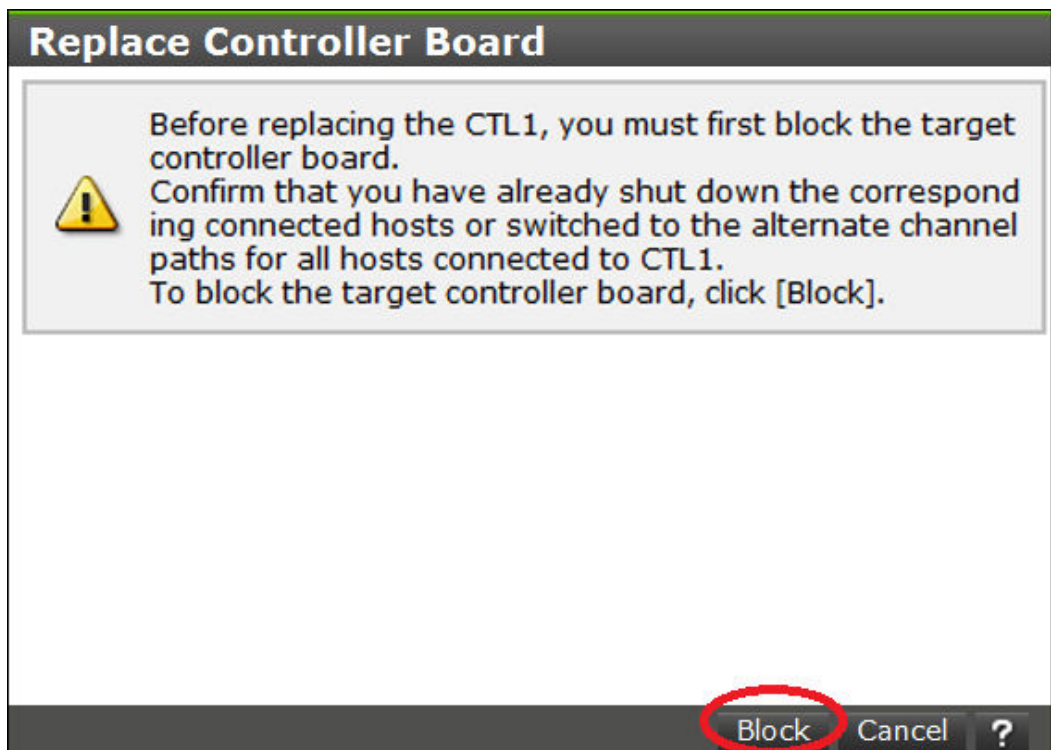 Replace Controller Board
Before replacing the CTL1, you must first block the target
controller board.
Confirm that you have already shut down the correspond
ing connected hosts or switched to the alternate channel
paths for all hosts connected to CTL1.
To block the target controller board, click [Block].
Block Cancel ?